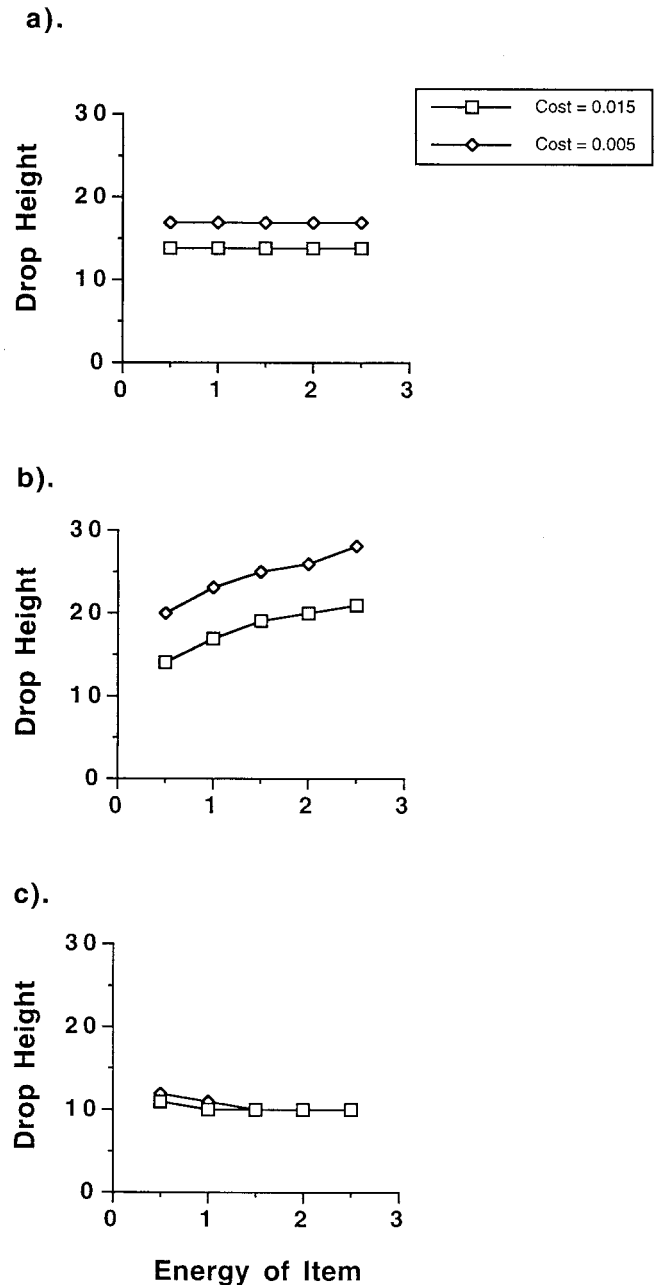 a).
Cost = 0.015
Cost = 0.005
Drop Height
30
20
10
0
0 1 2 3
b).
Drop Height
30
20
10
0
0 1 2 3
c).
Drop Height
30
20
10
0
0 1 2 3
Energy of Item